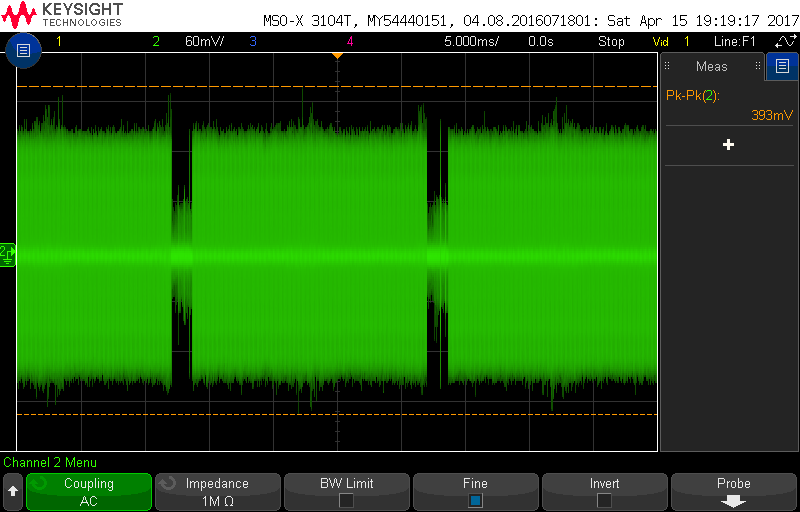 KEYSIGHT
TECHNOLOGIES
MSO-X 3104T, MY54440151, 04.08.2016071801: Sat Apr 15 19:19:17 2017
1 2 60mV/ 3 4 5.000ms/ 0.0s Stop Vid 1 Line:F1
Meas
Pk-Pk(2):
393mV
2
Channel 2 Menu
Coupling
AC
Impedance
1M Ω
BW Limit
Fine
Invert
Probe